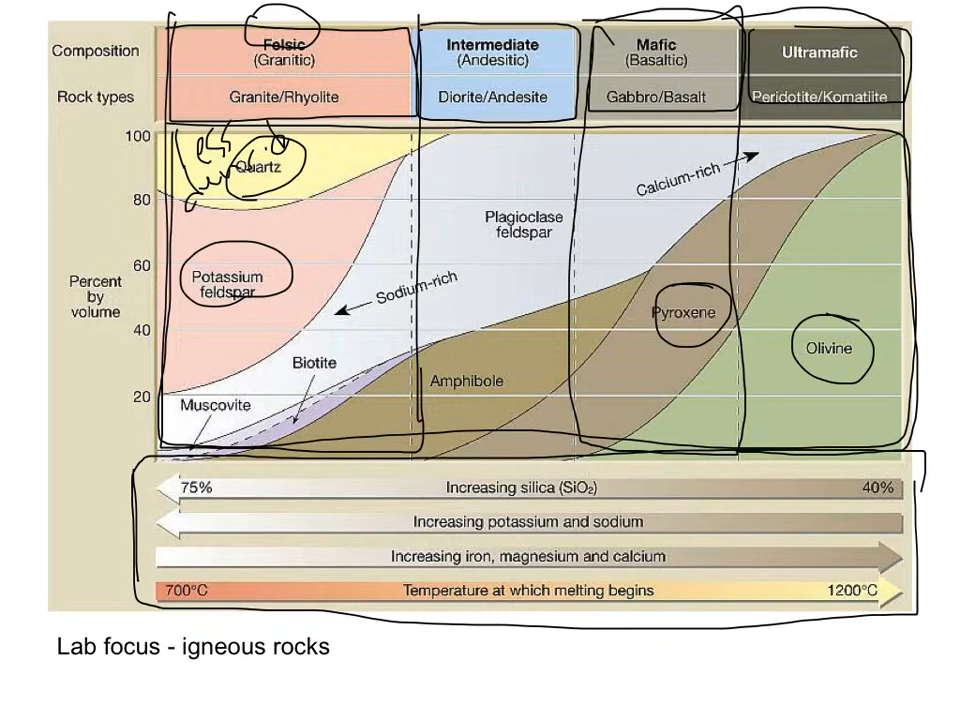 Composition
Felsic
(Granitic)
Intermediate
(Andesitic)
Mafic
(Basaltic)
Ultramafic
Rock types
Granite/Rhyolite
Diorite/Andesite
Gabbro/Basalt
Peridotite/Komatiite
100
Quartz
80
Calcium-rich
Plagioclase
feldspar
60
Potassium
feldspar
Sodium-rich
Percent
by
volume
Pyroxene
40
Olivine
Biotite
Amphibole
20
Muscovite
75% Increasing silica (SiO₂) 40%
Increasing potassium and sodium
Increasing iron, magnesium and calcium
700°C Temperature at which melting begins 1200°C
Lab focus - igneous rocks